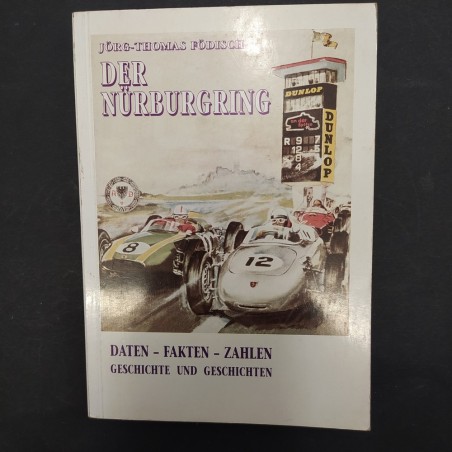 JÖRG-THOMAS FÖDISCH
DER
NÜRBURGRING
DUNLOP
DUNLOP
8
12
DATEN – FAKTEN – ZAHLEN
GESCHICHTE UND GESCHICHTEN